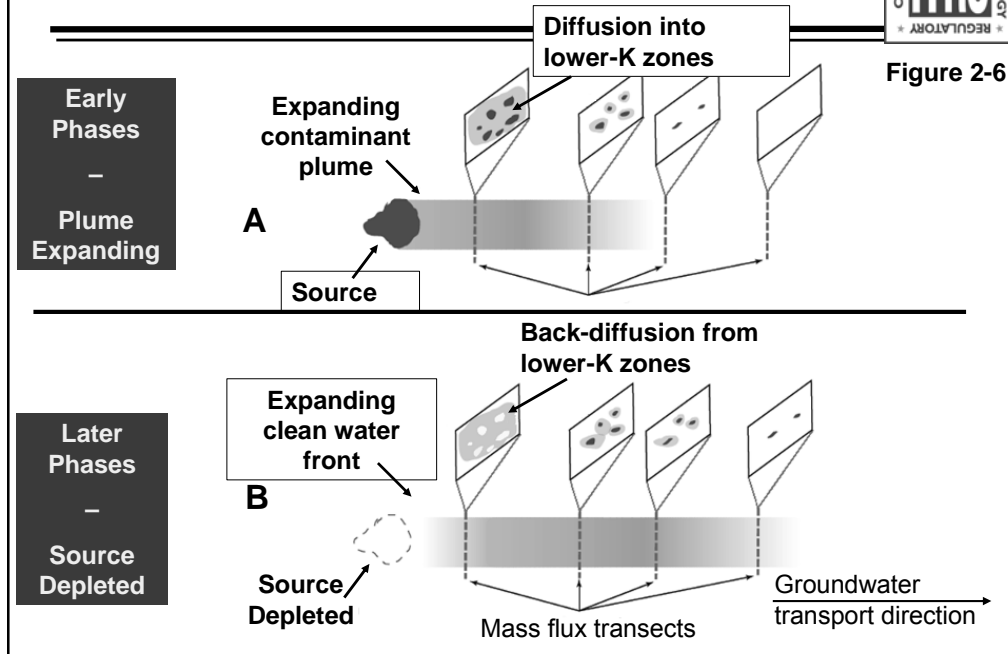 GY
REGULATORY
Figure 2-6
Diffusion into
lower-K zones
Early
Phases
–
Plume
Expanding
Expanding
contaminant
plume
A
Source
Back-diffusion from
lower-K zones
Later
Phases
–
Source
Depleted
Expanding
clean water
front
B
Source
Depleted
Mass flux transects
Groundwater
transport direction